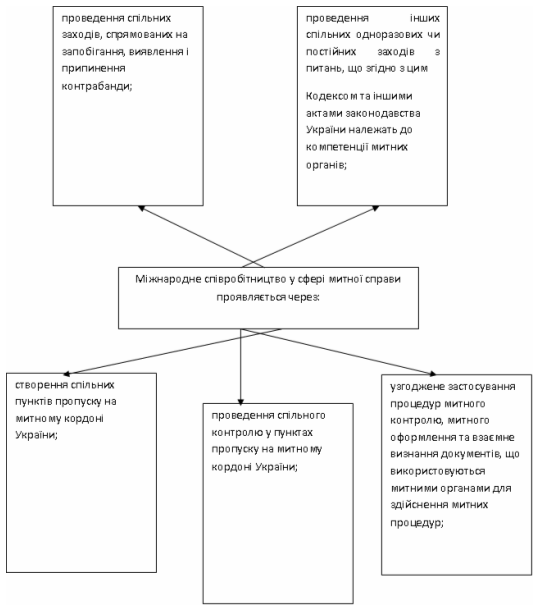 проведення спільних
заходів, спрямованих на
запобігання, виявлення і
припинення
контрабанди;
проведення інших
спільних одноразових чи
постійних заходів з
питань, що згідно з цим
Кодексом та іншими
актами законодавства
України належать до
компетенції митних
органів;
Міжнародне співробітництво у сфері митної справи
проявляється через:
створення спільних
пунктів пропуску на
митному кордоні
України;
проведення спільного
контролю у пунктах
пропуску на митному
кордоні України;
узгоджене застосування
процедур митного
контролю, митного
оформлення та взаємне
визнання документів, що
використовуються
митними органами для
здійснення митних
процедур;